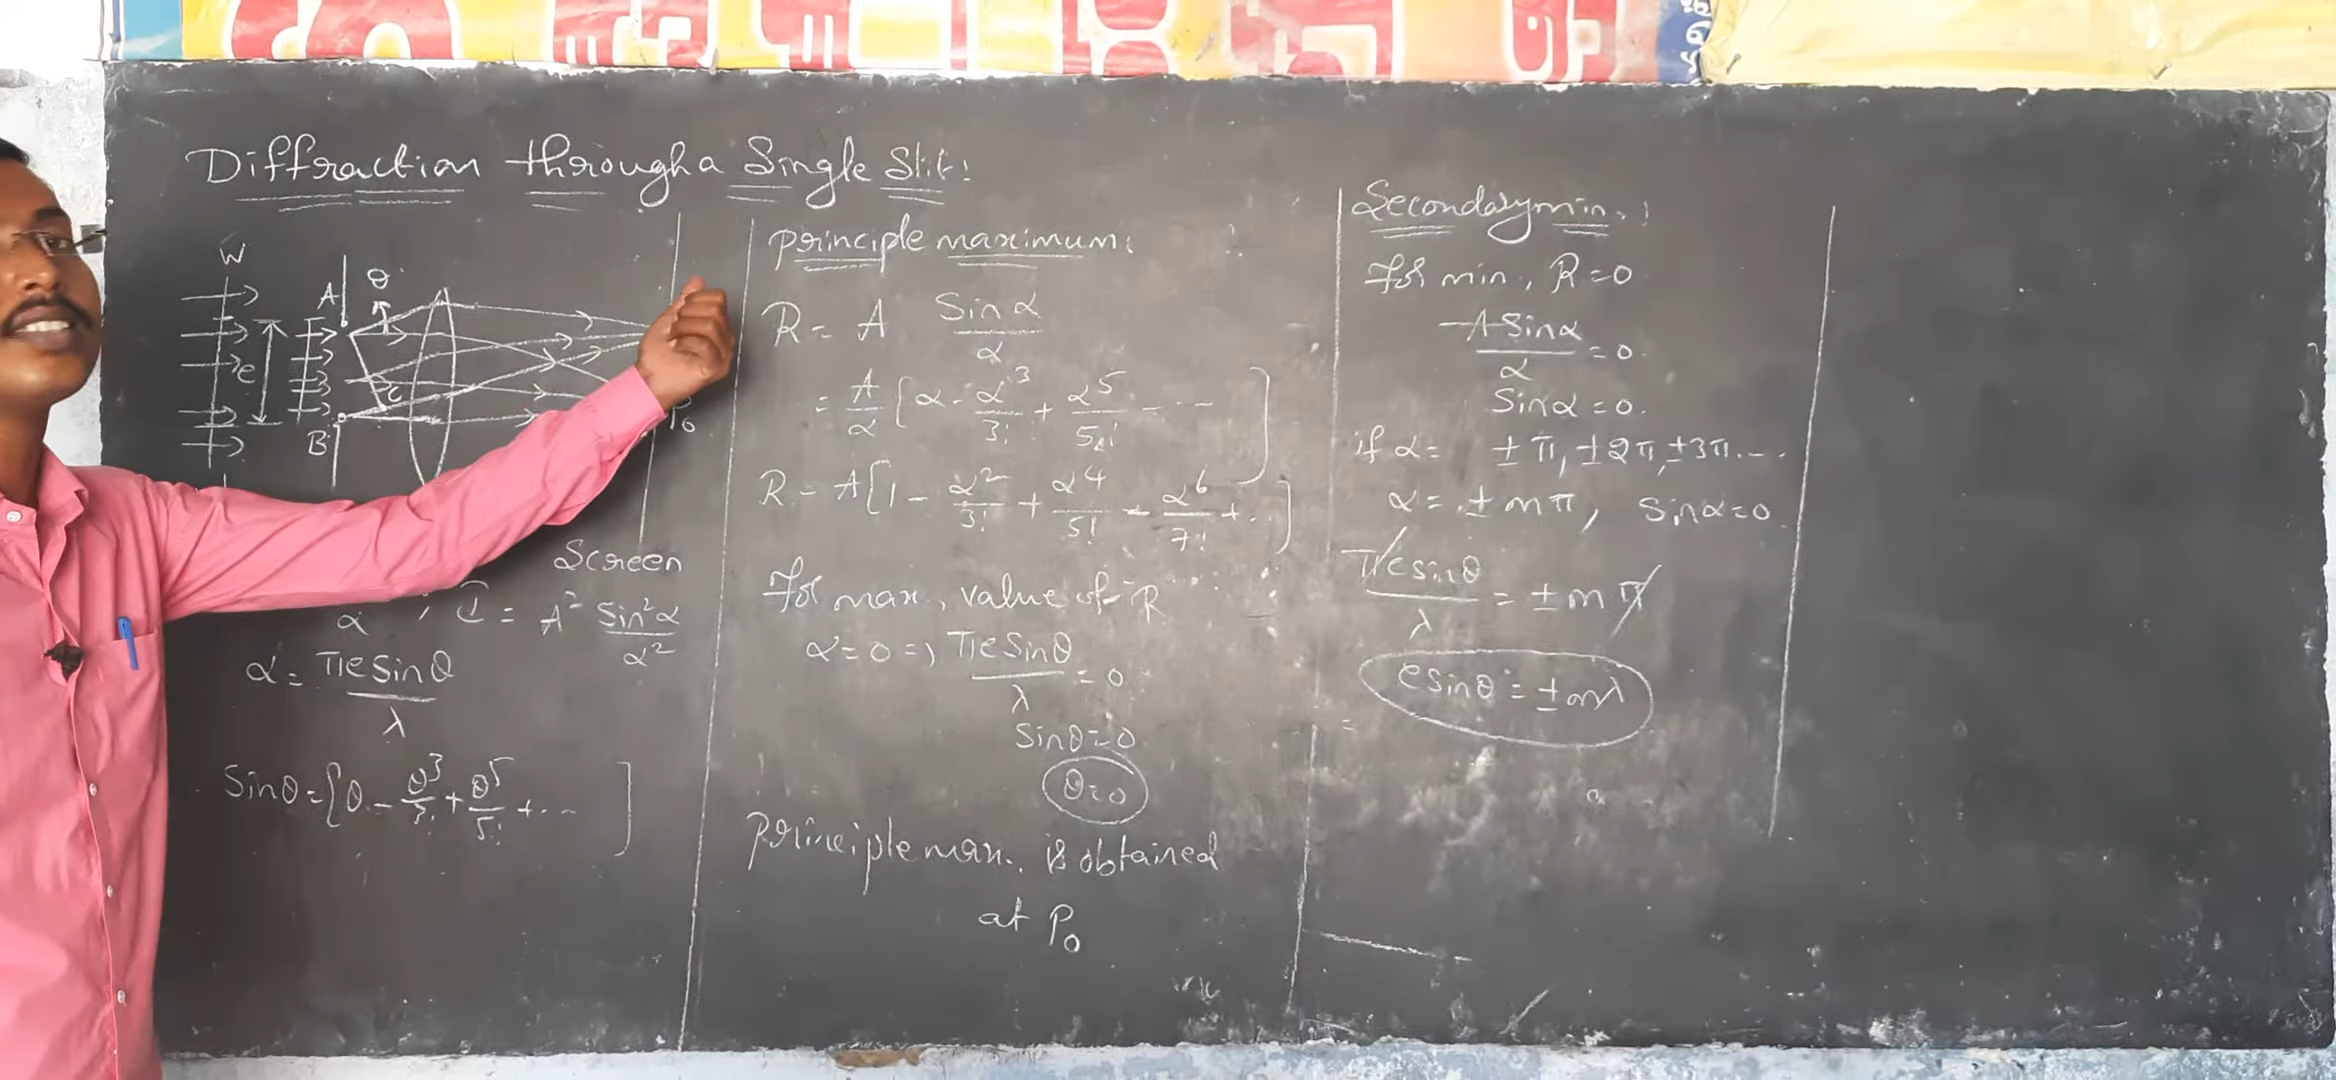 Diffraction through a Single Slit:
W
A
θ
e
C
B
P₀
Screen
α , I = A² Sin²α / α²
α = πe Sinθ / λ
Sinθ = [θ - θ³/3! + θ⁵/5! + ... ]
principle maximum:
R = A Sinα / α
= A/α [α - α³/3! + α⁵/5! - ... ]
R = A[1 - α²/3! + α⁴/5! - α⁶/7! + .. ]
For max, value of R
α=0 => πe Sinθ / λ = 0
Sinθ=0
θ=0
principle max. is obtained
at P₀
Secondary min.
For min, R=0
A Sinα / α = 0
Sinα = 0.
if α = ±π, ±2π, ±3π....
α = ±mπ, Sinα=0
πe sinθ / λ = ±mπ
e sinθ = ±mλ